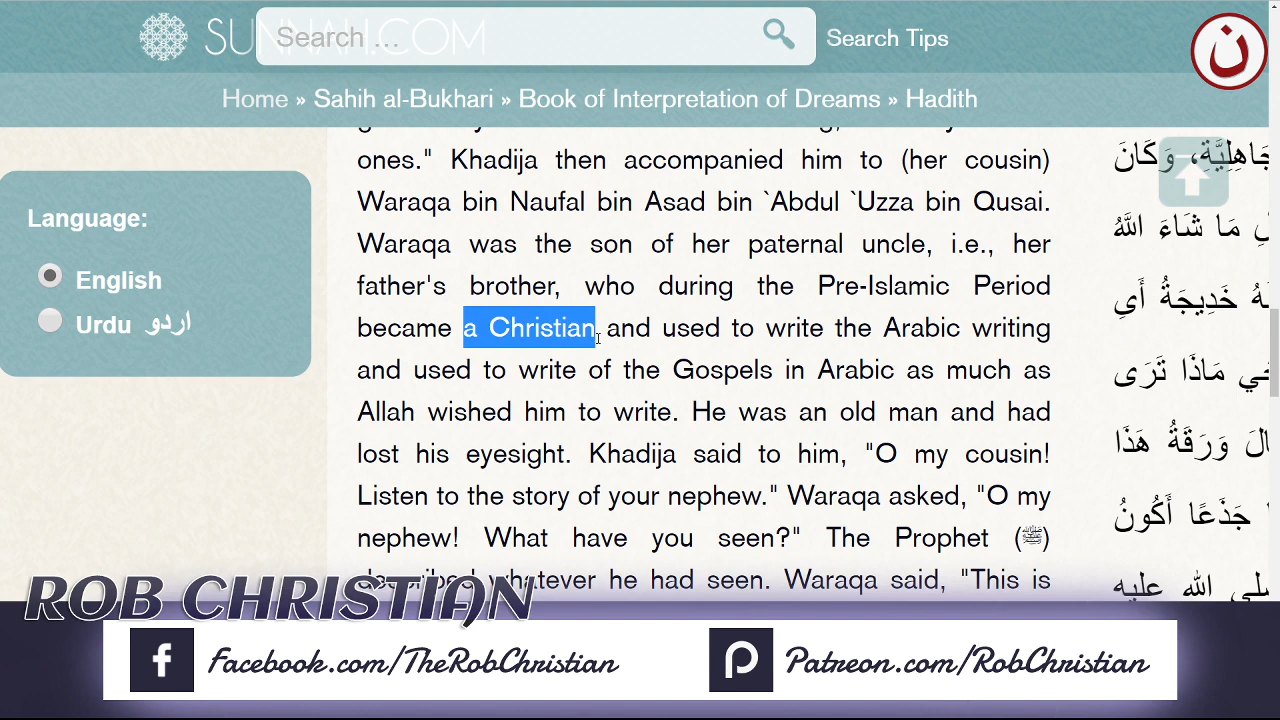 SUNNAH.COM
Search ...
Search Tips
ن
Home » Sahih al-Bukhari » Book of Interpretation of Dreams » Hadith
Language:
English
Urdu اردو
ones." Khadija then accompanied him to (her cousin)
Waraqa bin Naufal bin Asad bin `Abdul `Uzza bin Qusai.
Waraqa was the son of her paternal uncle, i.e., her
father's brother, who during the Pre-Islamic Period
became a Christian and used to write the Arabic writing
and used to write of the Gospels in Arabic as much as
Allah wished him to write. He was an old man and had
lost his eyesight. Khadija said to him, "O my cousin!
Listen to the story of your nephew." Waraqa asked, "O my
nephew! What have you seen?" The Prophet (ﷺ)
described whatever he had seen. Waraqa said, "This is
وَكَانَ
مَا شَاءَ اللَّهُ
خَدِيجَةُ أَىِ
مَاذَا تَرَى
وَرَقَةُ هَذَا
جَذَعًا أَكُونُ
الله عليه
ROB CHRISTIAN
Facebook.com/TheRobChristian
Patreon.com/RobChristian